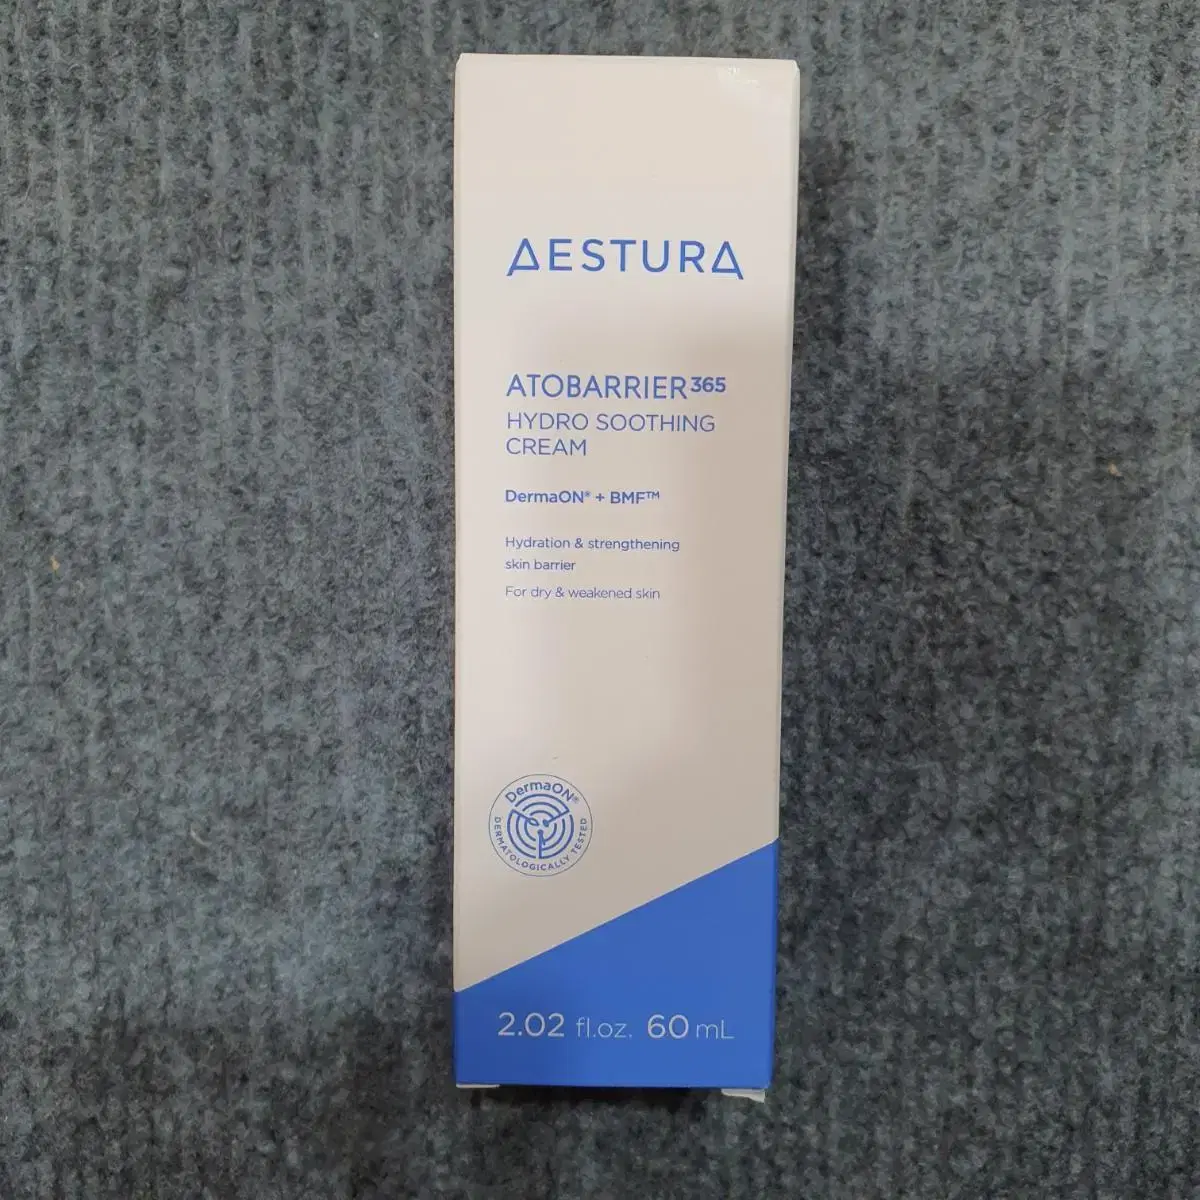 AESTURA
ATOBARRIER365
HYDRO SOOTHING
CREAM
DermaON® + BMF™
Hydration & strengthening
skin barrier
For dry & weakened skin
DermaON®
DERMATOLOGICALLY TESTED
2.02 fl.oz. 60 mL